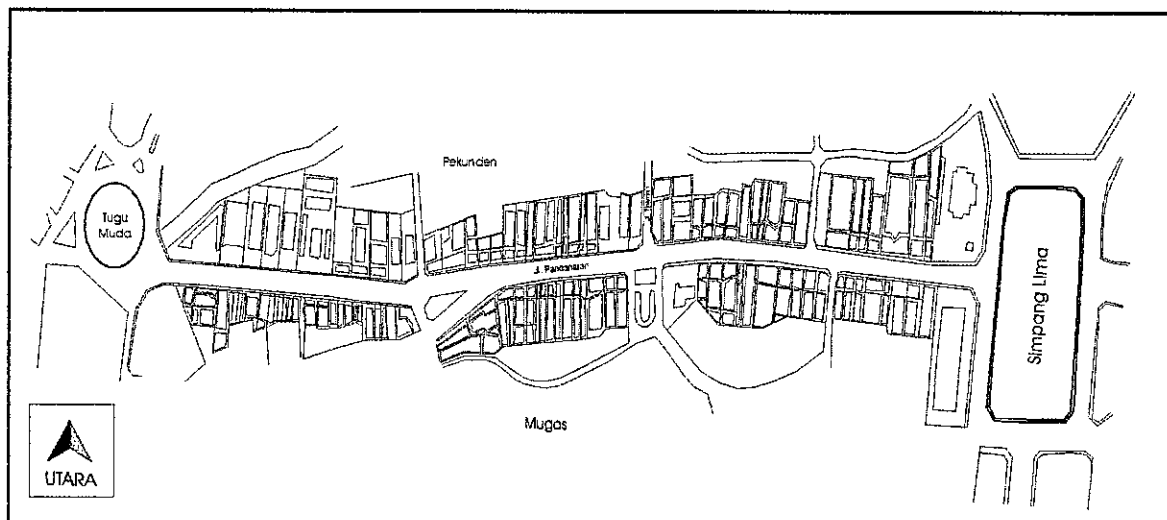 Pekunden
Tugu
Muda
Jl. Pandanaran
Simpang Lima
Mugas
UTARA